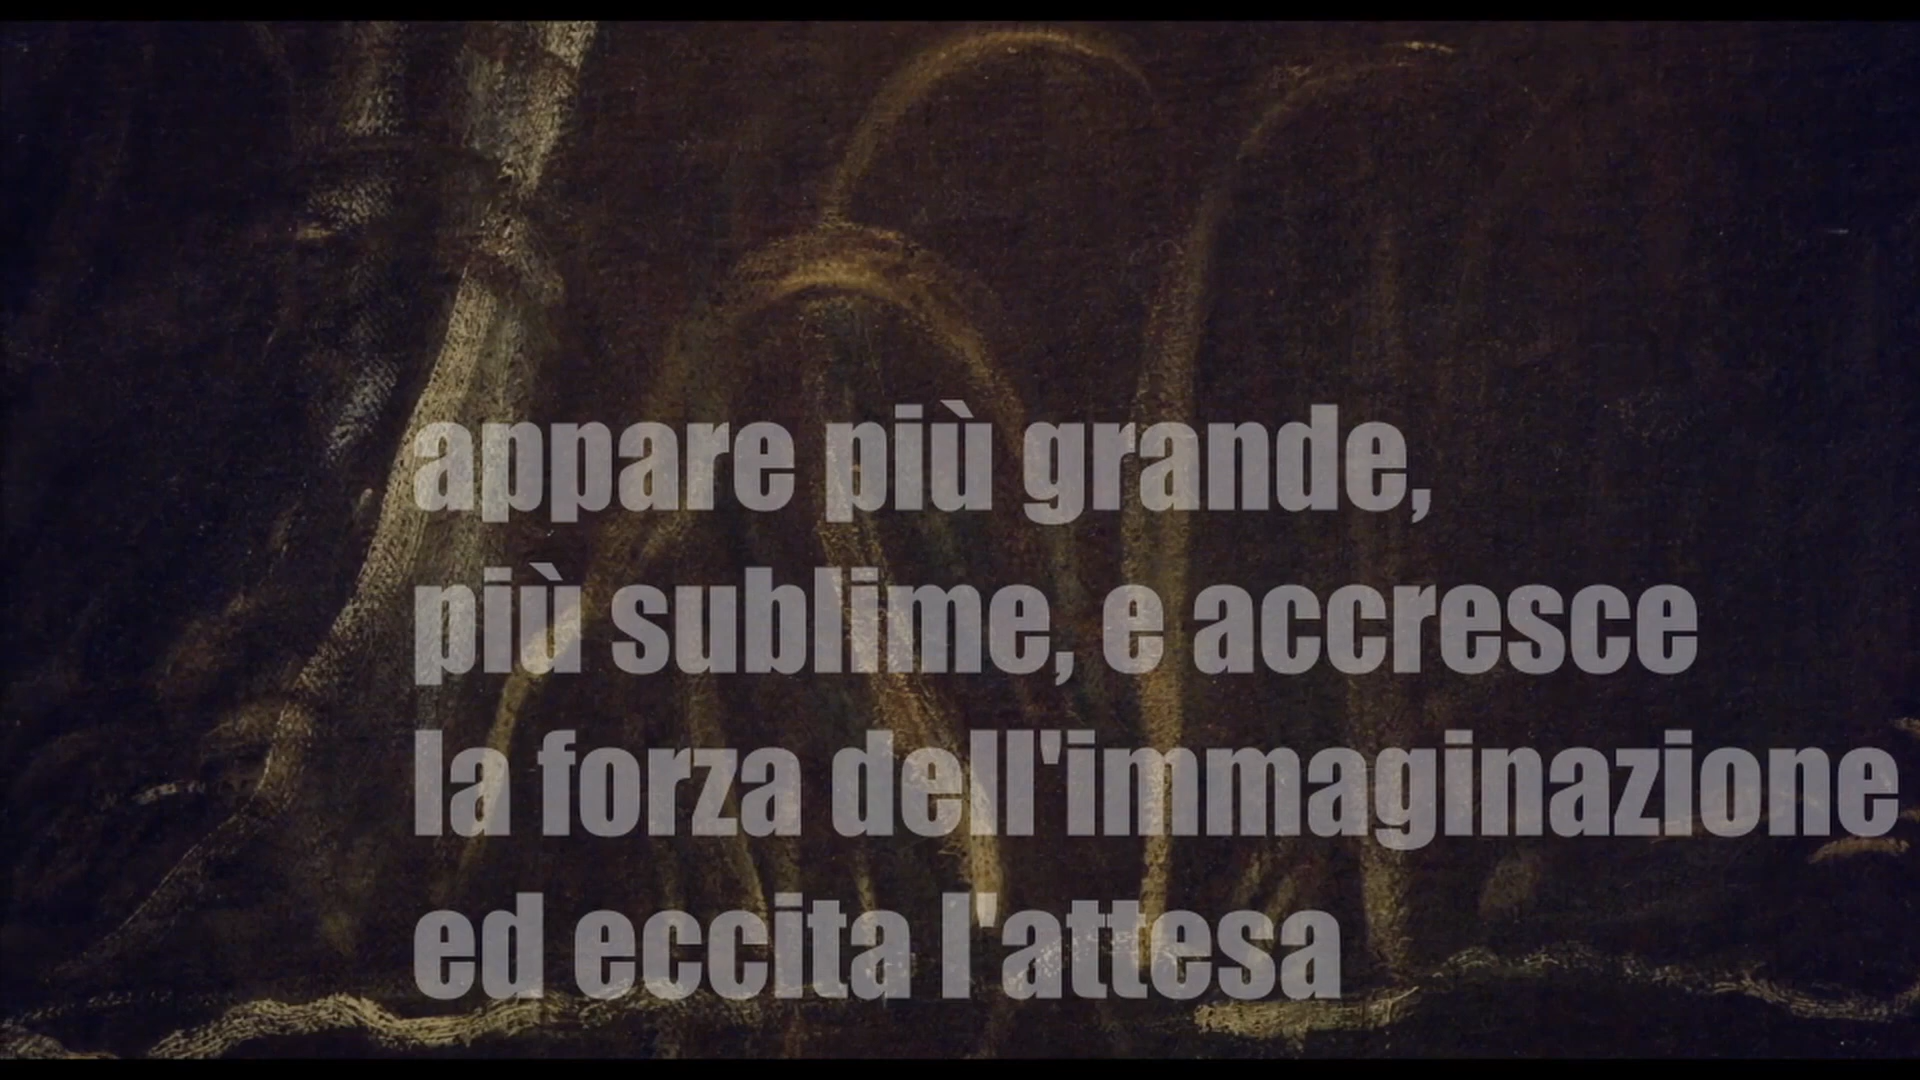 appare più grande,
più sublime, e accresce
la forza dell'immaginazione
ed eccita l'attesa